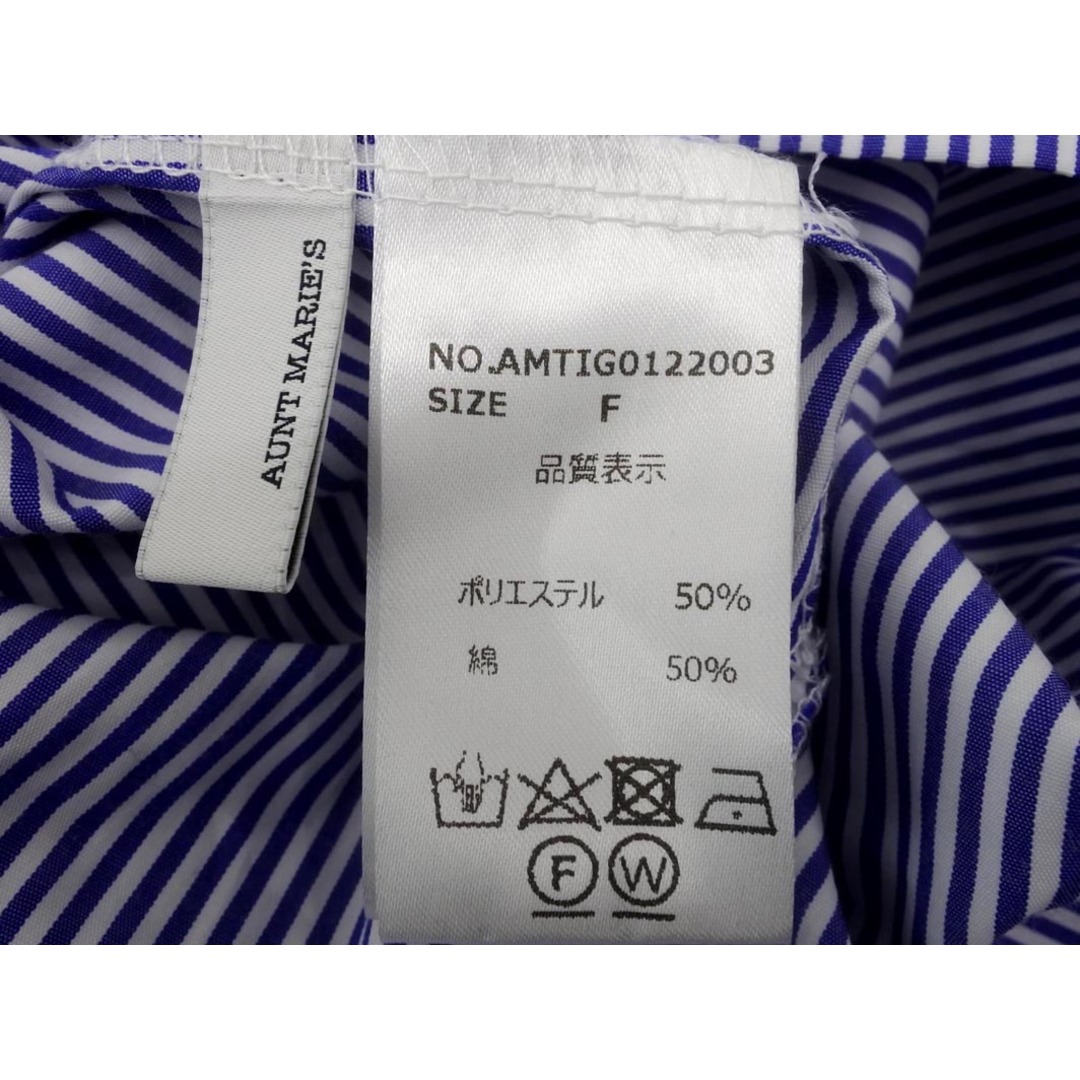 AUNT MARIE'S
NO.AMTIG0122003
SIZE F
品質表示
ポリエステル 50%
綿 50%
F W